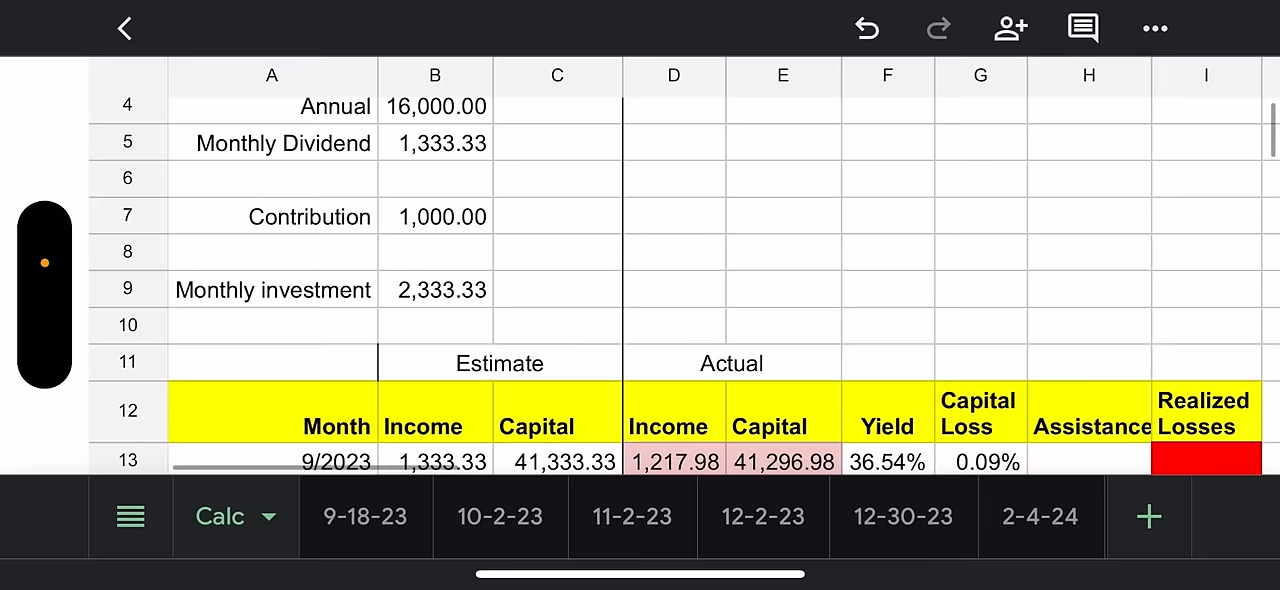 A B C D E F G H I
4 Annual 16,000.00
5 Monthly Dividend 1,333.33
6
7 Contribution 1,000.00
8
9 Monthly investment 2,333.33
10
11 Estimate Actual
12 Month Income Capital Income Capital Yield Capital Loss Assistance Realized Losses
13 9/2023 1,333.33 41,333.33 1,217.98 41,296.98 36.54% 0.09%
Calc 9-18-23 10-2-23 11-2-23 12-2-23 12-30-23 2-4-24